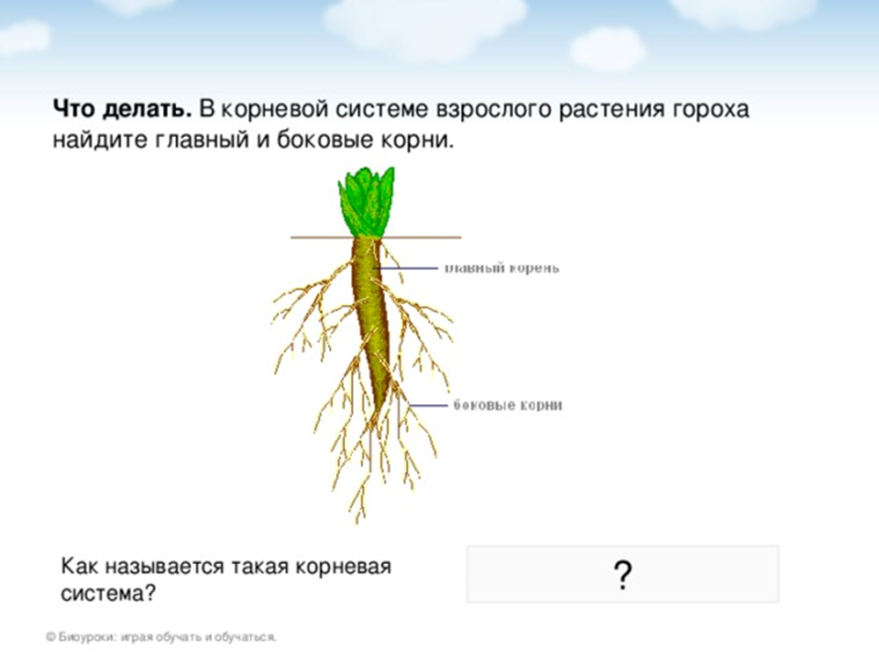 Что делать. В корневой системе взрослого растения гороха
найдите главный и боковые корни.
главный корень
боковые корни
Как называется такая корневая
система?
?
© Биоуроки: играя обучать и обучаться.